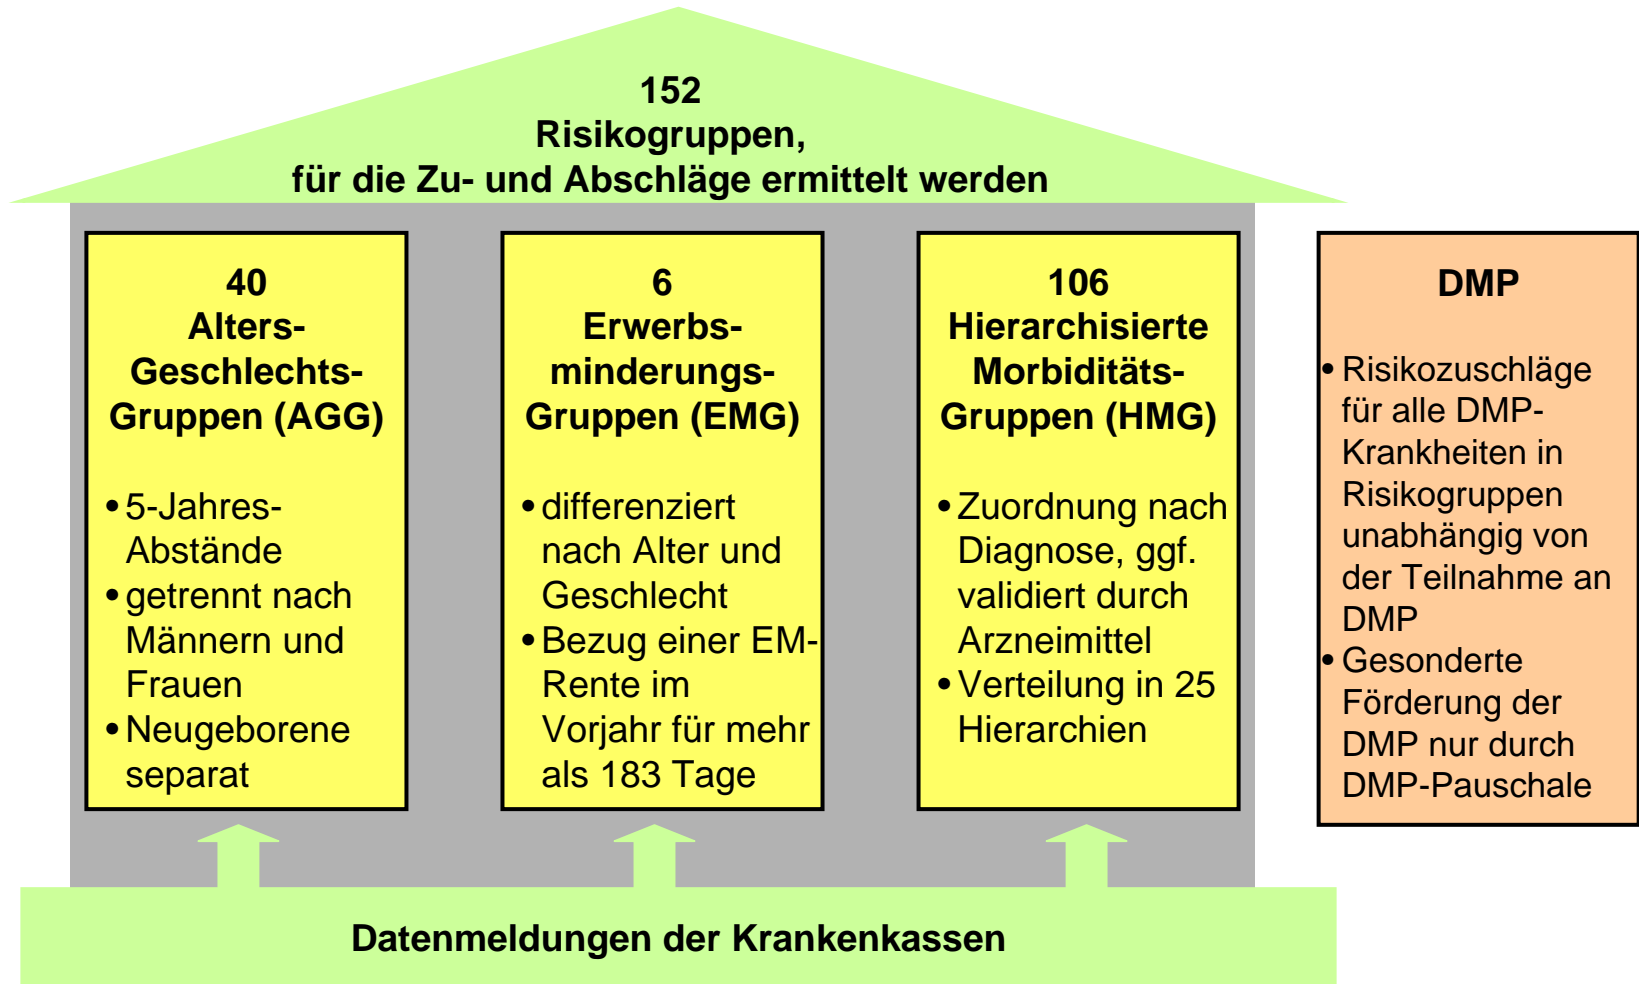 152
Risikogruppen,
für die Zu- und Abschläge ermittelt werden
40
Alters-
Geschlechts-
Gruppen (AGG)
• 5-Jahres-
Abstände
• getrennt nach
Männern und
Frauen
• Neugeborene
separat
6
Erwerbs-
minderungs-
Gruppen (EMG)
• differenziert
nach Alter und
Geschlecht
• Bezug einer EM-
Rente im
Vorjahr für mehr
als 183 Tage
106
Hierarchisierte
Morbiditäts-
Gruppen (HMG)
• Zuordnung nach
Diagnose, ggf.
validiert durch
Arzneimittel
• Verteilung in 25
Hierarchien
DMP
• Risikozuschläge
für alle DMP-
Krankheiten in
Risikogruppen
unabhängig von
der Teilnahme an
DMP
• Gesonderte
Förderung der
DMP nur durch
DMP-Pauschale
Datenmeldungen der Krankenkassen